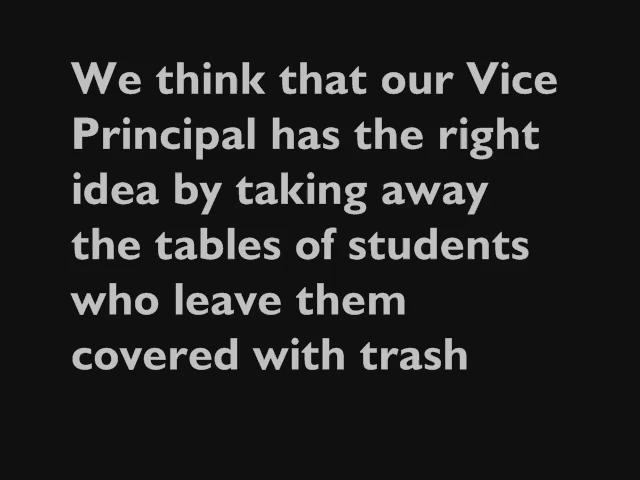 We think that our Vice
Principal has the right
idea by taking away
the tables of students
who leave them
covered with trash